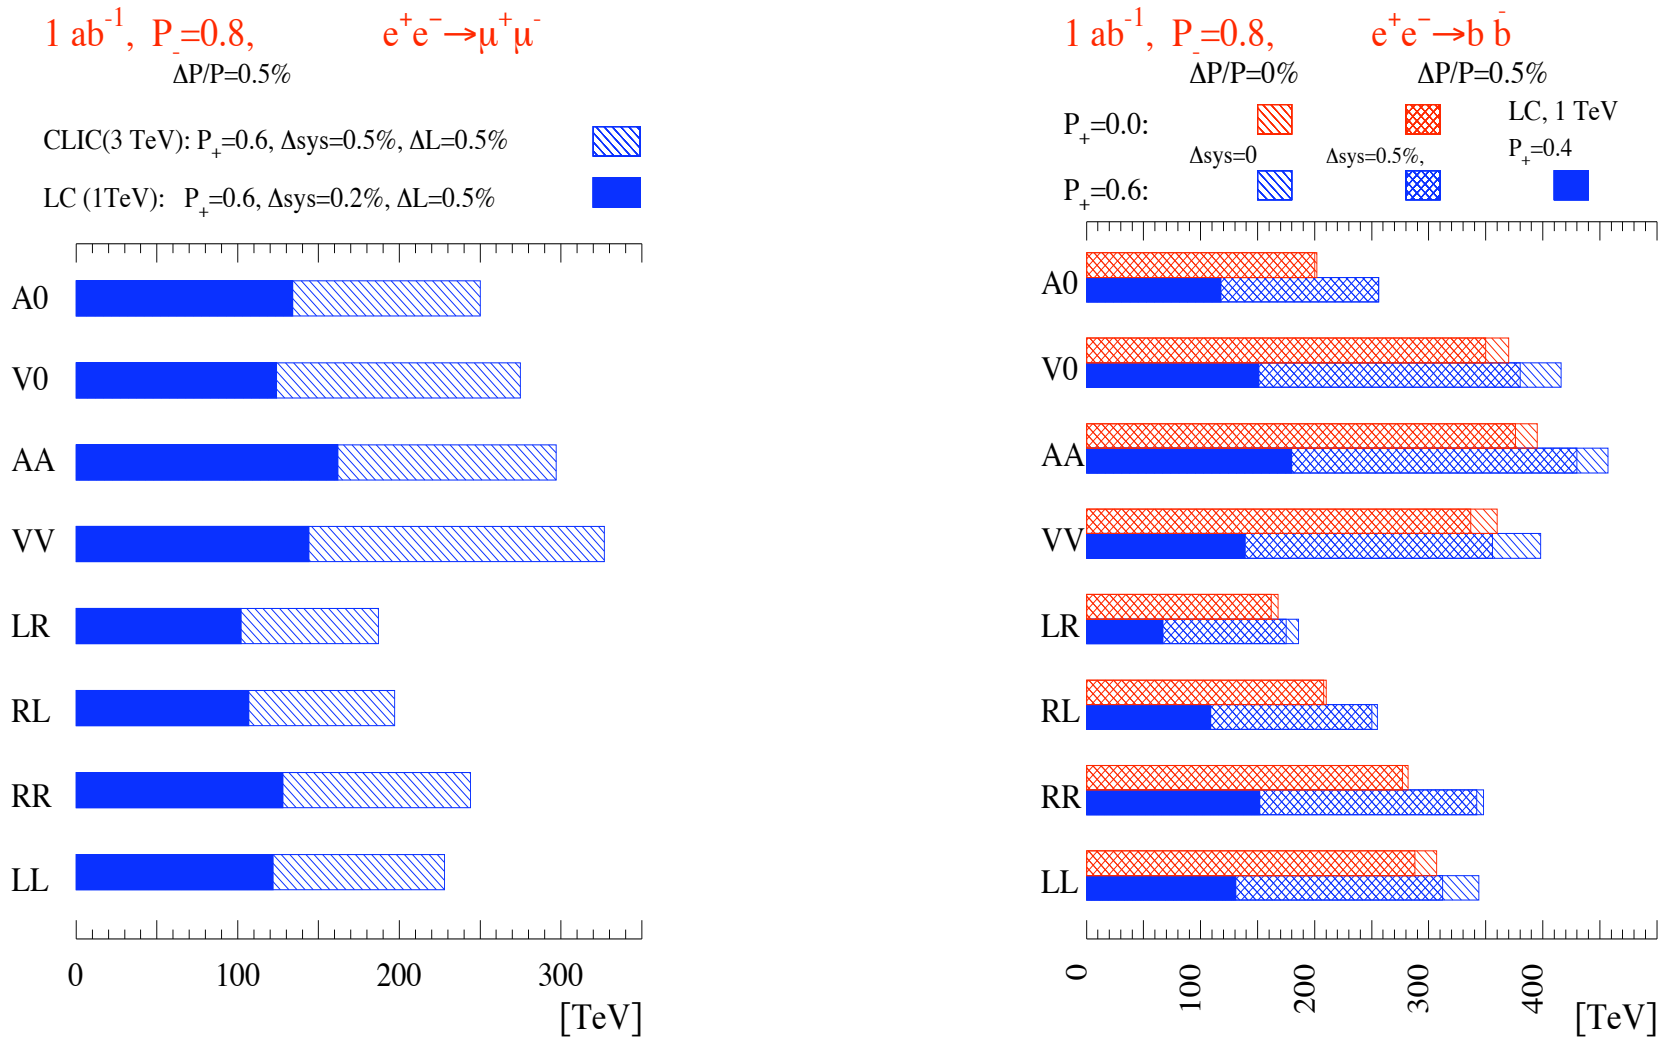 1 ab⁻¹, P₋=0.8, e⁺e⁻→μ⁺μ⁻
ΔP/P=0.5%
CLIC(3 TeV): P₊=0.6, Δsys=0.5%, ΔL=0.5%
LC (1TeV): P₊=0.6, Δsys=0.2%, ΔL=0.5%
A0
V0
AA
VV
LR
RL
RR
LL
0 100 200 300
[TeV]
1 ab⁻¹, P₋=0.8, e⁺e⁻→b b̄
ΔP/P=0% ΔP/P=0.5%
P₊=0.0: LC, 1 TeV
Δsys=0 Δsys=0.5%, P₊=0.4
P₊=0.6:
A0
V0
AA
VV
LR
RL
RR
LL
0 100 200 300 400
[TeV]